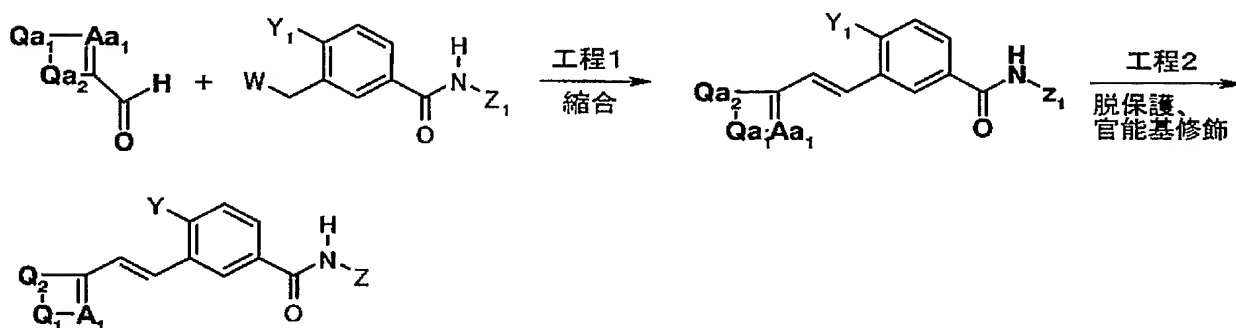 Qa₁ Aa₁ Qa₂ H O + W Y₁ H N Z₁ O 工程1 縮合 Y₁ H N Z₁ O Qa₂ Qa₁ Aa₁ 工程2 脱保護、 官能基修飾
Y H N Z O Q₂ Q₁ A₁